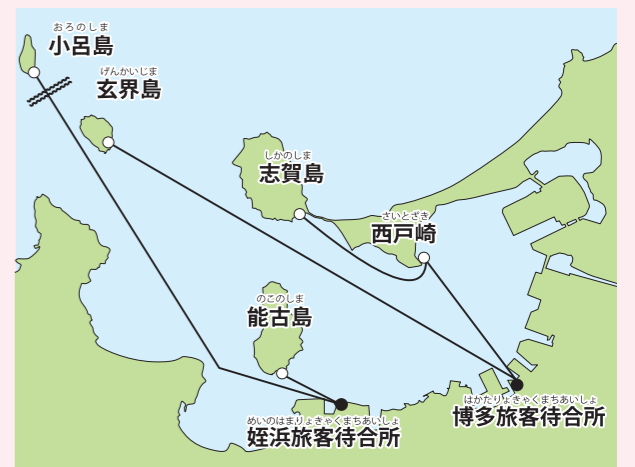 おろのしま
小呂島
げんかいじま
玄界島
しかのしま
志賀島
さいとざき
西戸崎
のこのしま
能古島
はかたりょきゃくまちあいしょ
博多旅客待合所
めいのはまりょきゃくまちあいしょ
姪浜旅客待合所